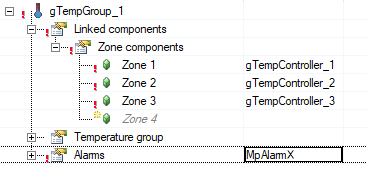 gTempGroup_1
Linked components
Zone components
Zone 1 gTempController_1
Zone 2 gTempController_2
Zone 3 gTempController_3
Zone 4
Temperature group
Alarms MpAlarmX